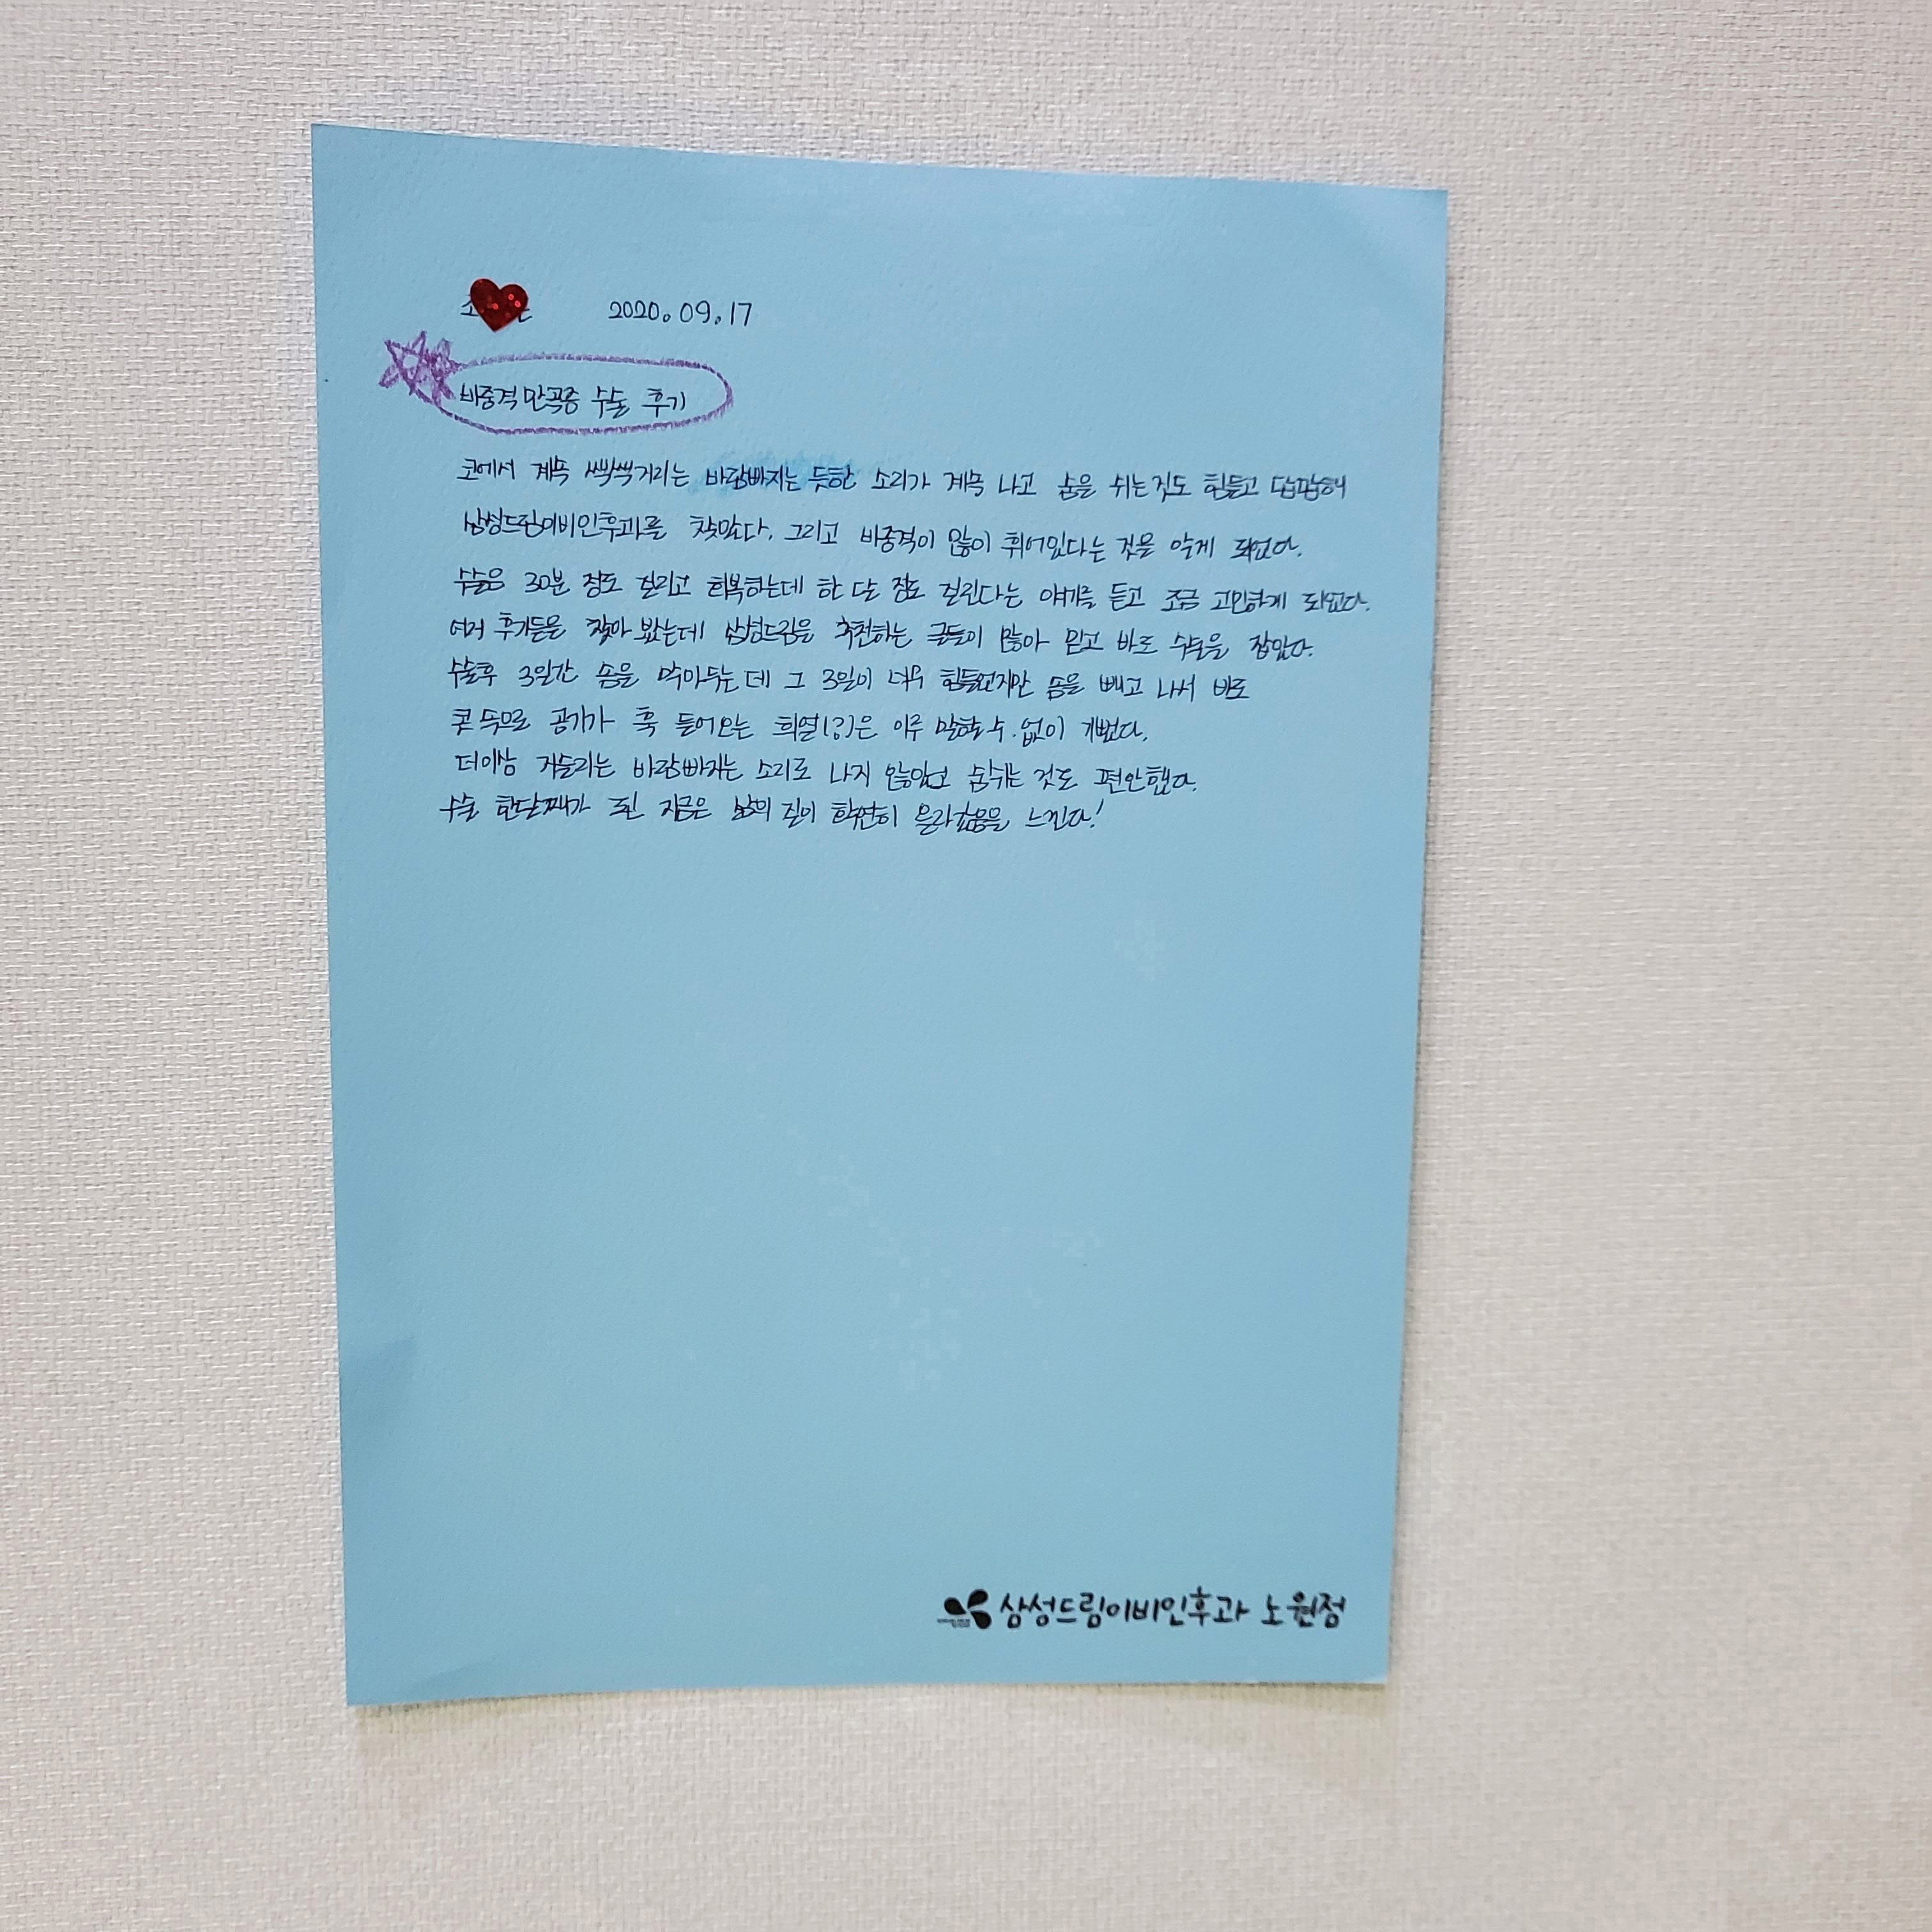 2020.09.17
비중격만곡증 수술 후기
코에서 계속 쌕쌕거리는 바람빠지는 듯한 소리가 계속 나고 숨을 쉬는것도 힘들고 답답해
삼성드림이비인후과를 찾았다. 그리고 비중격이 많이 휘어있다는 것을 알게 되었다.
수술은 30분 정도 걸리고 회복하는데 한 달 정도 걸린다는 얘기를 듣고 조금 고민하게 되었다.
여러 후기들을 찾아 봤는데 삼성드림을 추천하는 글들이 많아 믿고 바로 수술을 잡았다.
수술후 3일간 솜을 막아두는데 그 3일이 너무 힘들었지만 솜을 빼고 나서 바로
콧속으로 공기가 훅 들어오는 희열(?)은 이루 말할 수 없이 기뻤다.
더이상 거슬리는 바람빠지는 소리도 나지 않았고 숨쉬는 것도 편안했다.
수술 한달째가 된 지금은 삶의 질이 확연히 올라갔음을 느낀다!
삼성드림이비인후과 노원점